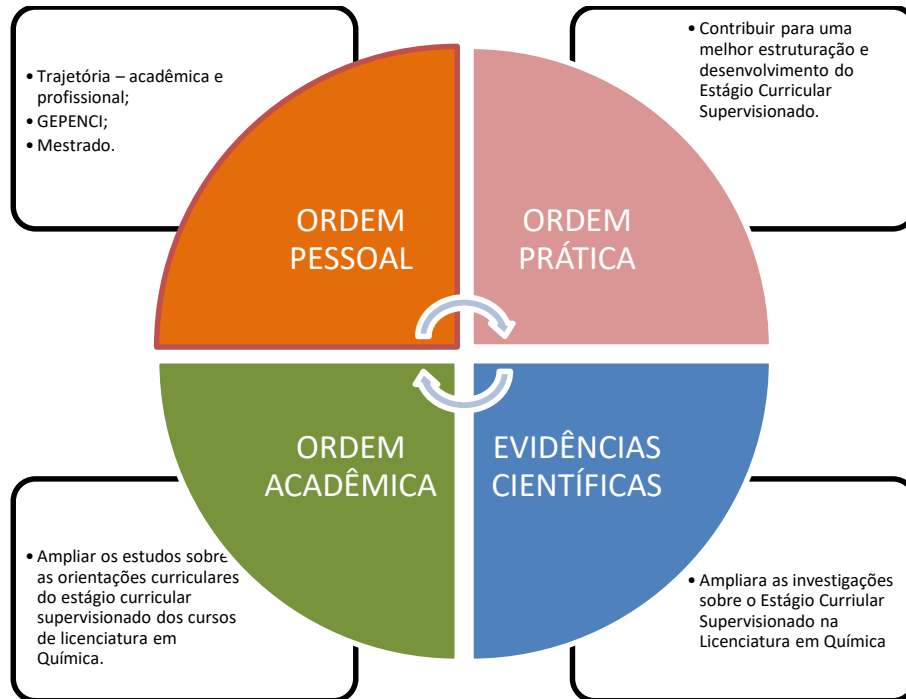 • Trajetória – acadêmica e
profissional;
• GEPENCI;
• Mestrado.
• Contribuir para uma
melhor estruturação e
desenvolvimento do
Estágio Curricular
Supervisionado.
ORDEM
PESSOAL
ORDEM
PRÁTICA
ORDEM
ACADÊMICA
EVIDÊNCIAS
CIENTÍFICAS
• Ampliar os estudos sobre
as orientações curriculares
do estágio curricular
supervisionado dos cursos
de licenciatura em
Química.
• Ampliara as investigações
sobre o Estágio Curriular
Supervisionado na
Licenciatura em Química